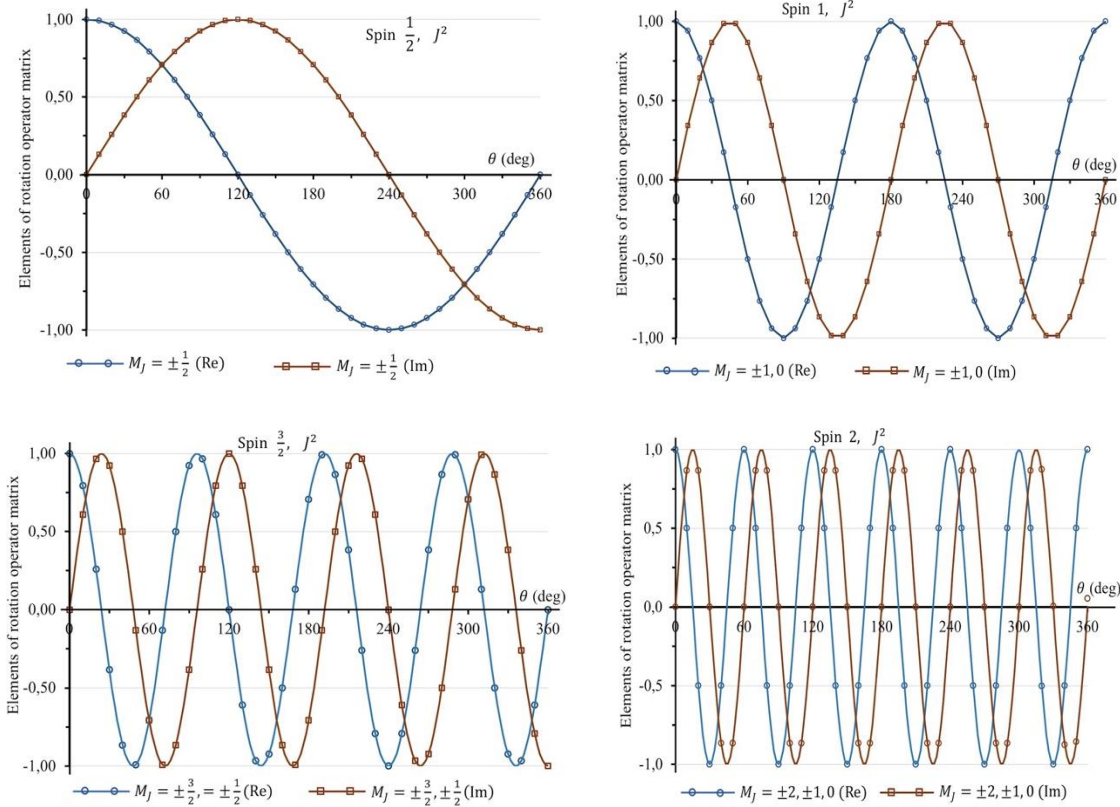 Spin 1/2, J²
Elements of rotation operator matrix
1,00
0,50
0,00
-0,50
-1,00
0 60 120 180 240 300 360
θ (deg)
M_J = ±1/2 (Re) M_J = ±1/2 (Im)
Spin 1, J²
Elements of rotation operator matrix
1,00
0,50
0,00
-0,50
-1,00
0 60 120 180 240 300 360
θ (deg)
M_J = ±1, 0 (Re) M_J = ±1, 0 (Im)
Spin 3/2, J²
Elements of rotation operator matrix
1,00
0,50
0,00
-0,50
-1,00
0 60 120 180 240 300 360
θ (deg)
M_J = ±3/2, = ±1/2 (Re) M_J = ±3/2, ±1/2 (Im)
Spin 2, J²
Elements of rotation operator matrix
1,0
0,5
0,0
-0,5
-1,0
0 60 120 180 240 300 360
θ (deg)
M_J = ±2, ±1,0 (Re) M_J = ±2, ±1,0 (Im)